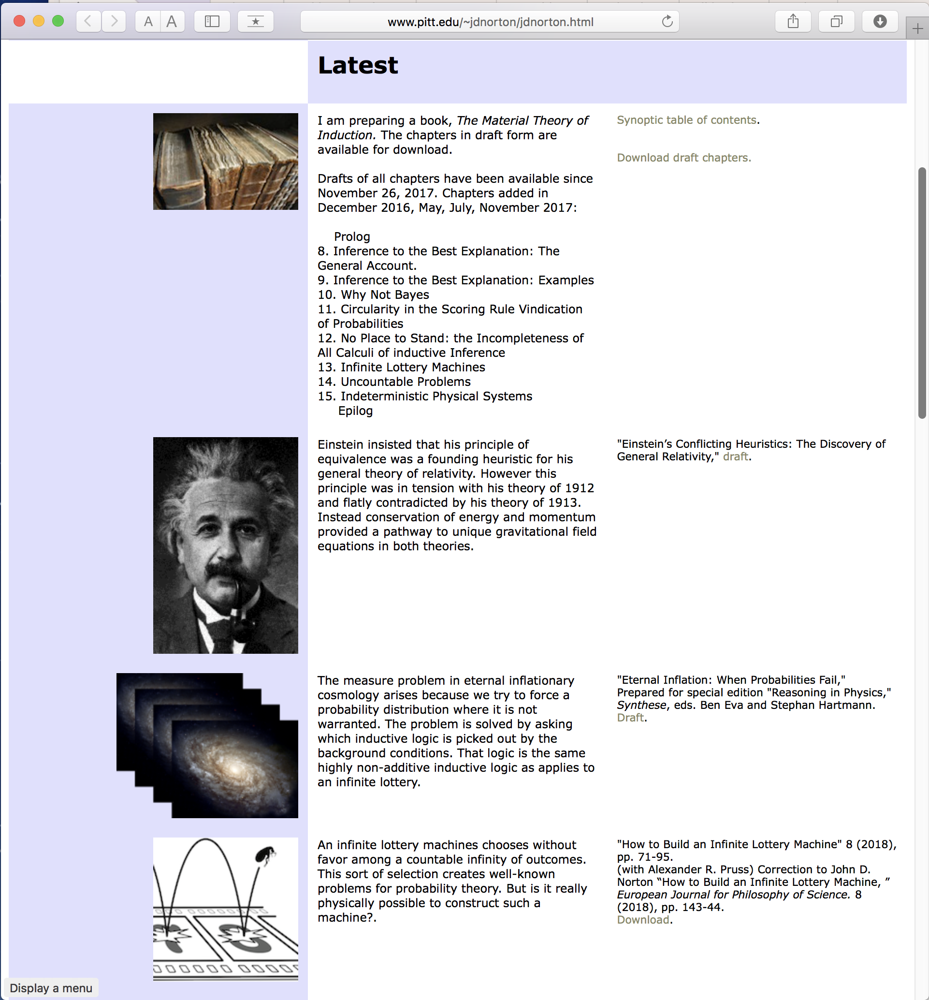 A A
www.pitt.edu/~jdnorton/jdnorton.html
Latest
I am preparing a book, The Material Theory of
Induction. The chapters in draft form are
available for download.
Synoptic table of contents.
Download draft chapters.
Drafts of all chapters have been available since
November 26, 2017. Chapters added in
December 2016, May, July, November 2017:
Prolog
8. Inference to the Best Explanation: The
General Account.
9. Inference to the Best Explanation: Examples
10. Why Not Bayes
11. Circularity in the Scoring Rule Vindication
of Probabilities
12. No Place to Stand: the Incompleteness of
All Calculi of inductive Inference
13. Infinite Lottery Machines
14. Uncountable Problems
15. Indeterministic Physical Systems
Epilog
Einstein insisted that his principle of
equivalence was a founding heuristic for his
general theory of relativity. However this
principle was in tension with his theory of 1912
and flatly contradicted by his theory of 1913.
Instead conservation of energy and momentum
provided a pathway to unique gravitational field
equations in both theories.
"Einstein’s Conflicting Heuristics: The Discovery of
General Relativity," draft.
The measure problem in eternal inflationary
cosmology arises because we try to force a
probability distribution where it is not
warranted. The problem is solved by asking
which inductive logic is picked out by the
background conditions. That logic is the same
highly non-additive inductive logic as applies to
an infinite lottery.
"Eternal Inflation: When Probabilities Fail,"
Prepared for special edition "Reasoning in Physics,"
Synthese, eds. Ben Eva and Stephan Hartmann.
Draft.
An infinite lottery machines chooses without
favor among a countable infinity of outcomes.
This sort of selection creates well-known
problems for probability theory. But is it really
physically possible to construct such a
machine?.
"How to Build an Infinite Lottery Machine" 8 (2018),
pp. 71-95.
(with Alexander R. Pruss) Correction to John D.
Norton “How to Build an Infinite Lottery Machine, ”
European Journal for Philosophy of Science. 8
(2018), pp. 143-44.
Download.
Display a menu